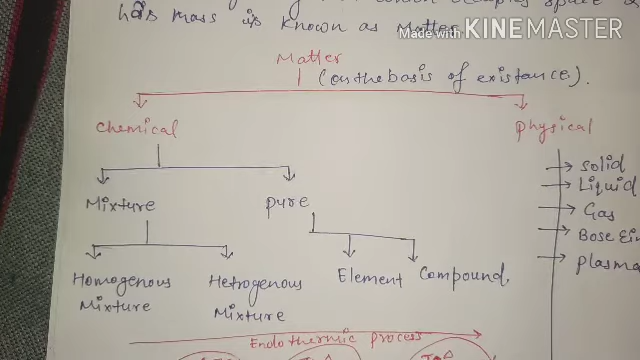 has mass is known as Matter
Made with KINEMASTER
Matter
(on the basis of existance).
chemical
physical
Mixture
pure
Homogenous
Mixture
Hetrogenous
Mixture
Element
Compound.
solid
Liquid
Gas
Bose Ein
plasma
Endothermic process